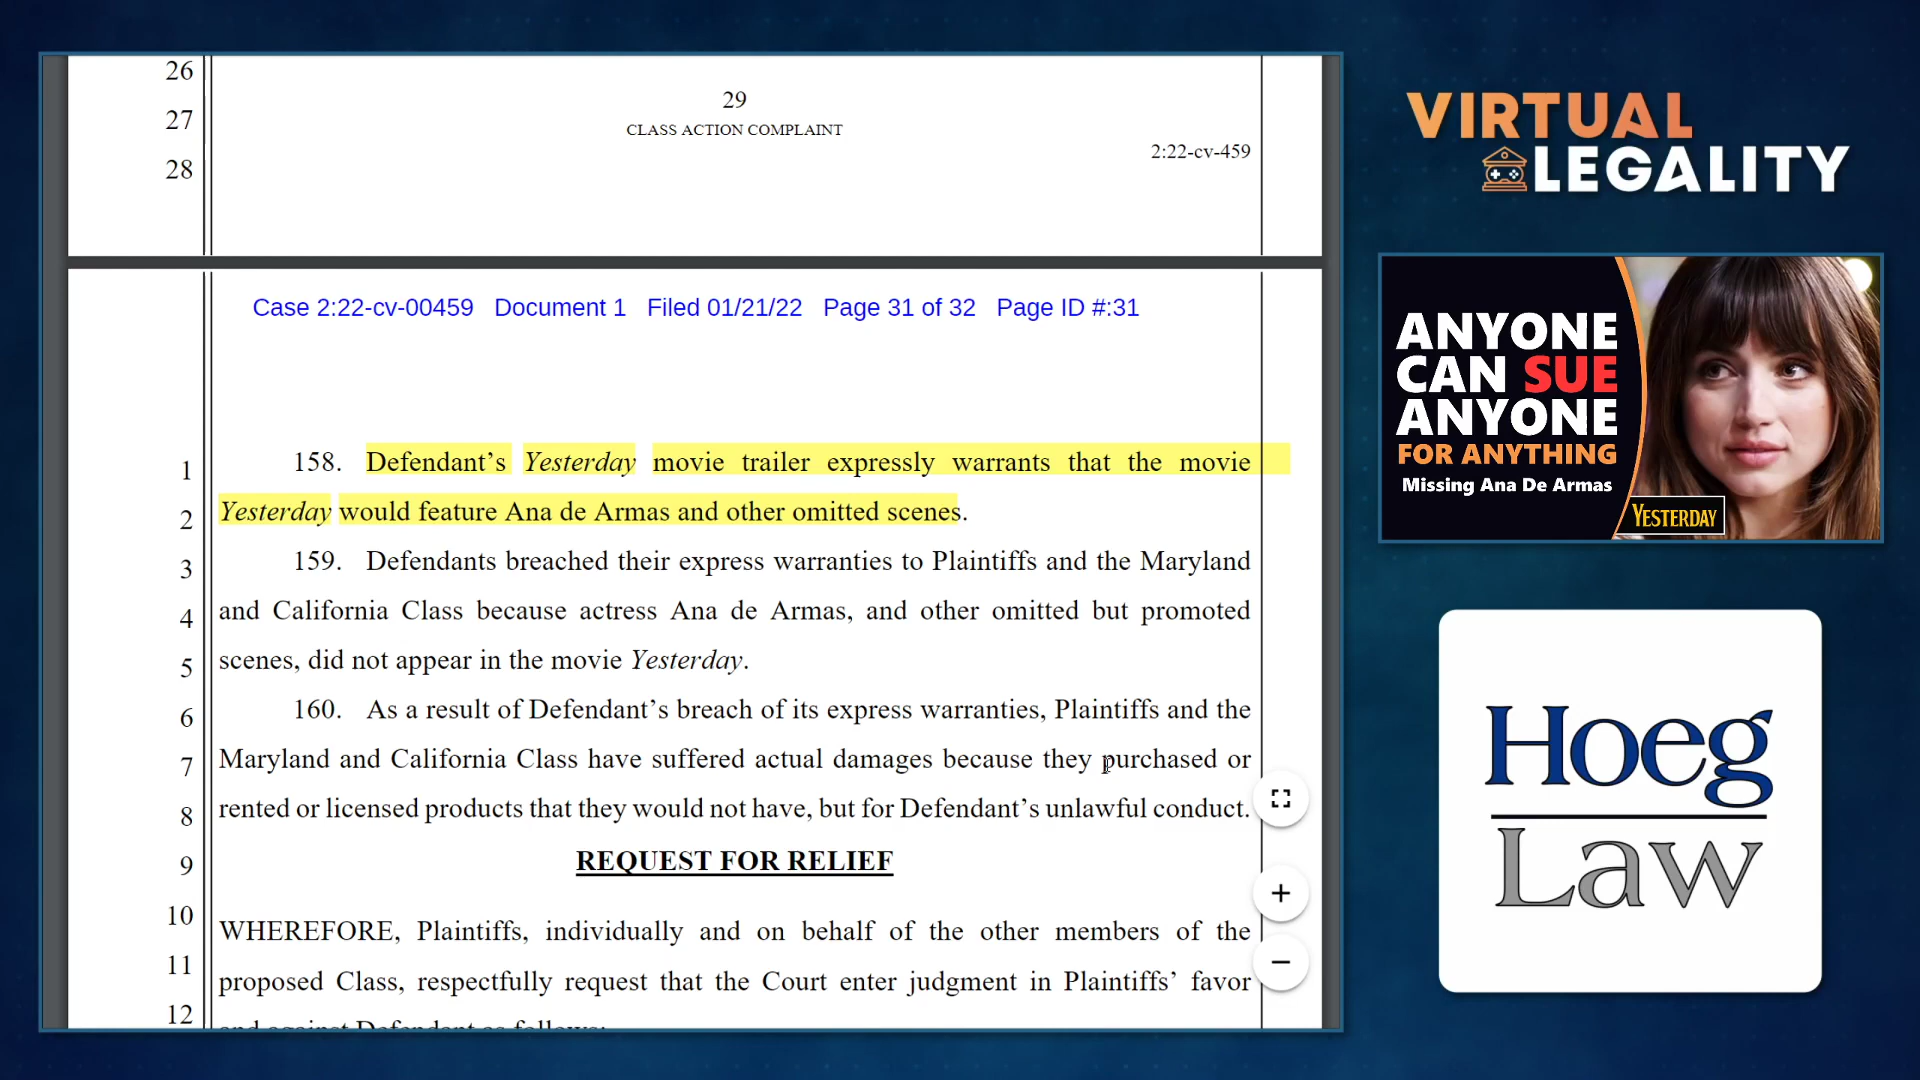 26
29
27
CLASS ACTION COMPLAINT
2:22-cv-459
28
Case 2:22-cv-00459 Document 1 Filed 01/21/22 Page 31 of 32 Page ID #:31
1 158. Defendant’s Yesterday movie trailer expressly warrants that the movie
2 Yesterday would feature Ana de Armas and other omitted scenes.
3 159. Defendants breached their express warranties to Plaintiffs and the Maryland
4 and California Class because actress Ana de Armas, and other omitted but promoted
5 scenes, did not appear in the movie Yesterday.
6 160. As a result of Defendant’s breach of its express warranties, Plaintiffs and the
7 Maryland and California Class have suffered actual damages because they purchased or
8 rented or licensed products that they would not have, but for Defendant’s unlawful conduct.
9 REQUEST FOR RELIEF
10 WHEREFORE, Plaintiffs, individually and on behalf of the other members of the
11 proposed Class, respectfully request that the Court enter judgment in Plaintiffs’ favor
12 and against Defendant as follows:
VIRTUAL
LEGALITY
ANYONE
CAN SUE
ANYONE
FOR ANYTHING
Missing Ana De Armas
YESTERDAY
Hoeg
Law